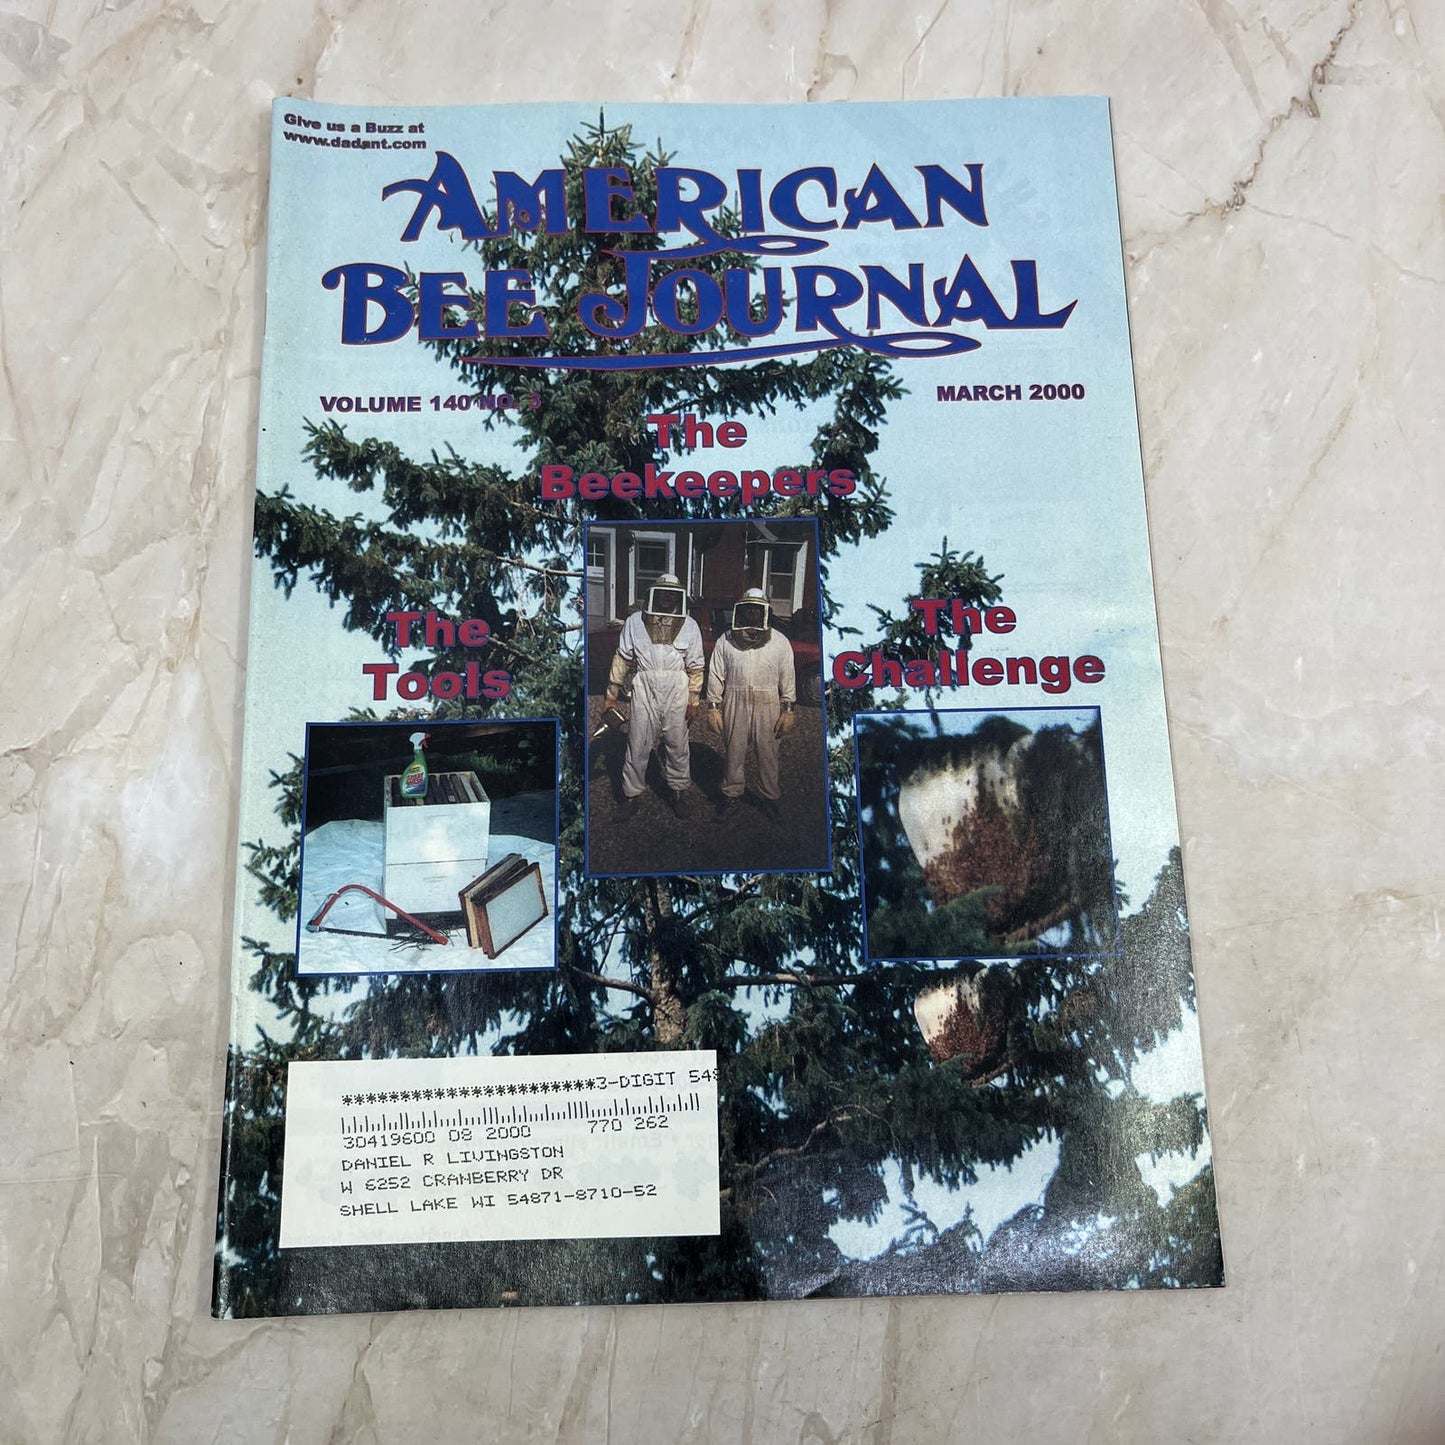 Give us a Buzz at
www.dadant.com
AMERICAN
BEE JOURNAL
VOLUME 140 NO. 3
MARCH 2000
The
Beekeepers
The
Tools
The
Challenge
**********************3-DIGIT 548
30419600 08 2000 770 262
DANIEL R LIVINGSTON
W 6252 CRANBERRY DR
SHELL LAKE WI 54871-8710-52